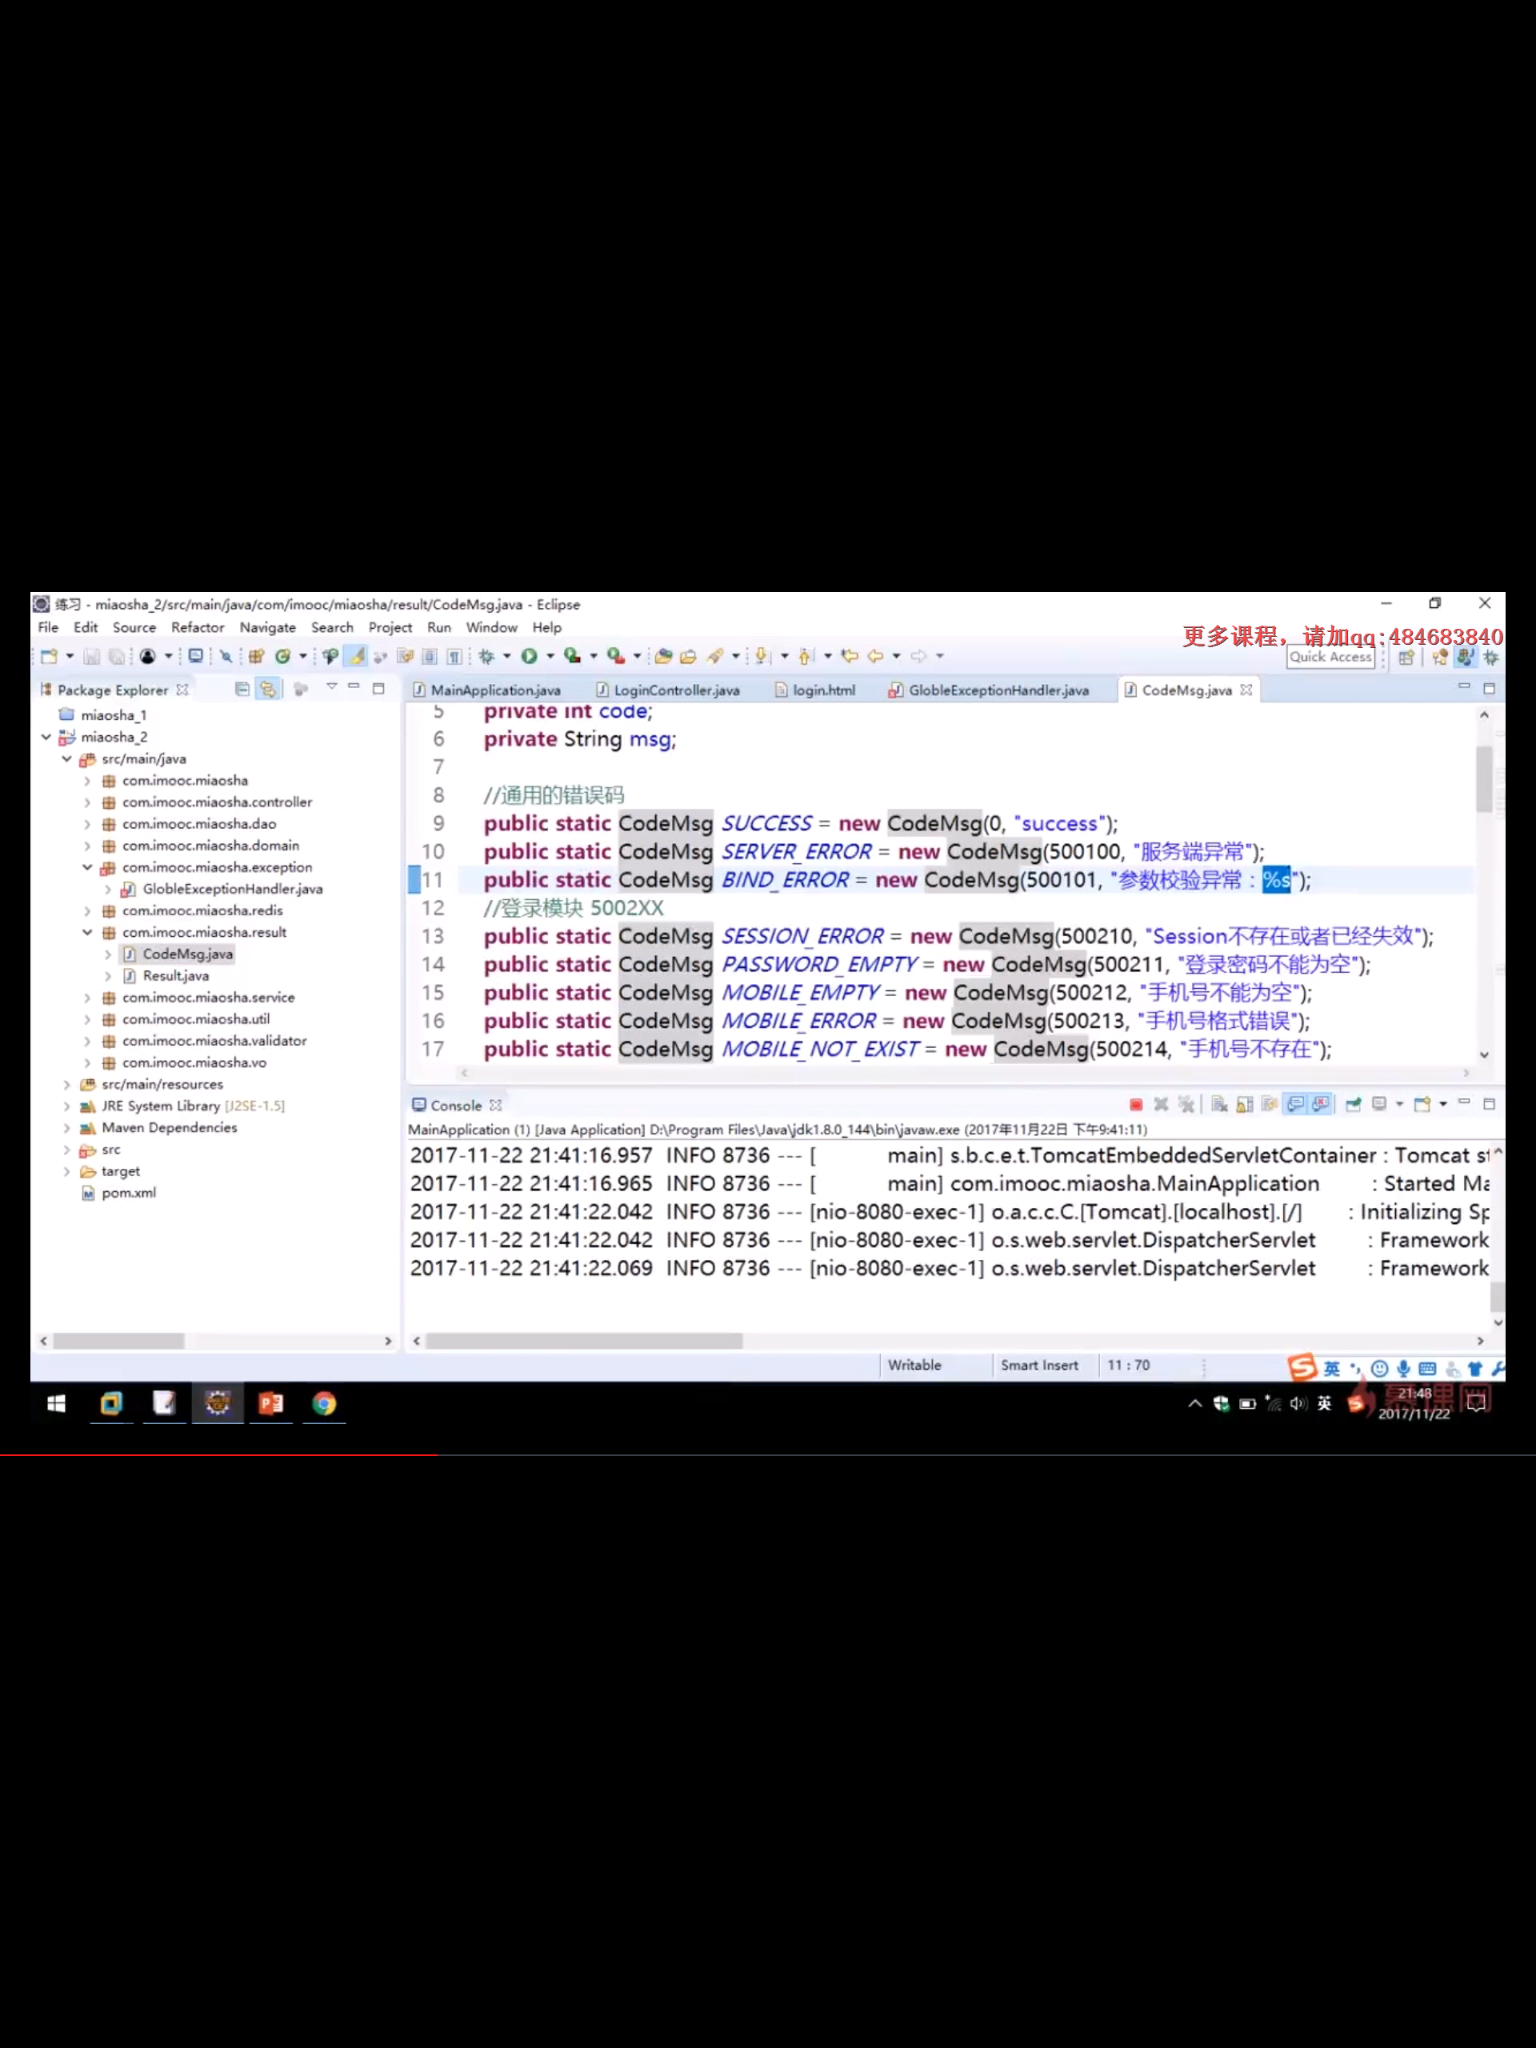 练习 - miaosha_2/src/main/java/com/imooc/miaosha/result/CodeMsg.java - Eclipse
File Edit Source Refactor Navigate Search Project Run Window Help
更多课程，请加qq:484683840
Quick Access
Package Explorer
miaosha_1
miaosha_2
src/main/java
com.imooc.miaosha
com.imooc.miaosha.controller
com.imooc.miaosha.dao
com.imooc.miaosha.domain
com.imooc.miaosha.exception
GlobleExceptionHandler.java
com.imooc.miaosha.redis
com.imooc.miaosha.result
CodeMsg.java
Result.java
com.imooc.miaosha.service
com.imooc.miaosha.util
com.imooc.miaosha.validator
com.imooc.miaosha.vo
src/main/resources
JRE System Library [J2SE-1.5]
Maven Dependencies
src
target
pom.xml
MainApplication.java LoginController.java login.html GlobleExceptionHandler.java CodeMsg.java
5 private int code;
6 private String msg;
7
8 //通用的错误码
9 public static CodeMsg SUCCESS = new CodeMsg(0, "success");
10 public static CodeMsg SERVER_ERROR = new CodeMsg(500100, "服务端异常");
11 public static CodeMsg BIND_ERROR = new CodeMsg(500101, "参数校验异常：%s");
12 //登录模块 5002XX
13 public static CodeMsg SESSION_ERROR = new CodeMsg(500210, "Session不存在或者已经失效");
14 public static CodeMsg PASSWORD_EMPTY = new CodeMsg(500211, "登录密码不能为空");
15 public static CodeMsg MOBILE_EMPTY = new CodeMsg(500212, "手机号不能为空");
16 public static CodeMsg MOBILE_ERROR = new CodeMsg(500213, "手机号格式错误");
17 public static CodeMsg MOBILE_NOT_EXIST = new CodeMsg(500214, "手机号不存在");
Console
MainApplication (1) [Java Application] D:\Program Files\Java\jdk1.8.0_144\bin\javaw.exe (2017年11月22日 下午9:41:11)
2017-11-22 21:41:16.957 INFO 8736 --- [ main] s.b.c.e.t.TomcatEmbeddedServletContainer : Tomcat st
2017-11-22 21:41:16.965 INFO 8736 --- [ main] com.imooc.miaosha.MainApplication : Started Ma
2017-11-22 21:41:22.042 INFO 8736 --- [nio-8080-exec-1] o.a.c.c.C.[Tomcat].[localhost].[/] : Initializing Sp
2017-11-22 21:41:22.042 INFO 8736 --- [nio-8080-exec-1] o.s.web.servlet.DispatcherServlet : Framework
2017-11-22 21:41:22.069 INFO 8736 --- [nio-8080-exec-1] o.s.web.servlet.DispatcherServlet : Framework
Writable Smart Insert 11 : 70
英
英
慕课网
21:48
2017/11/22